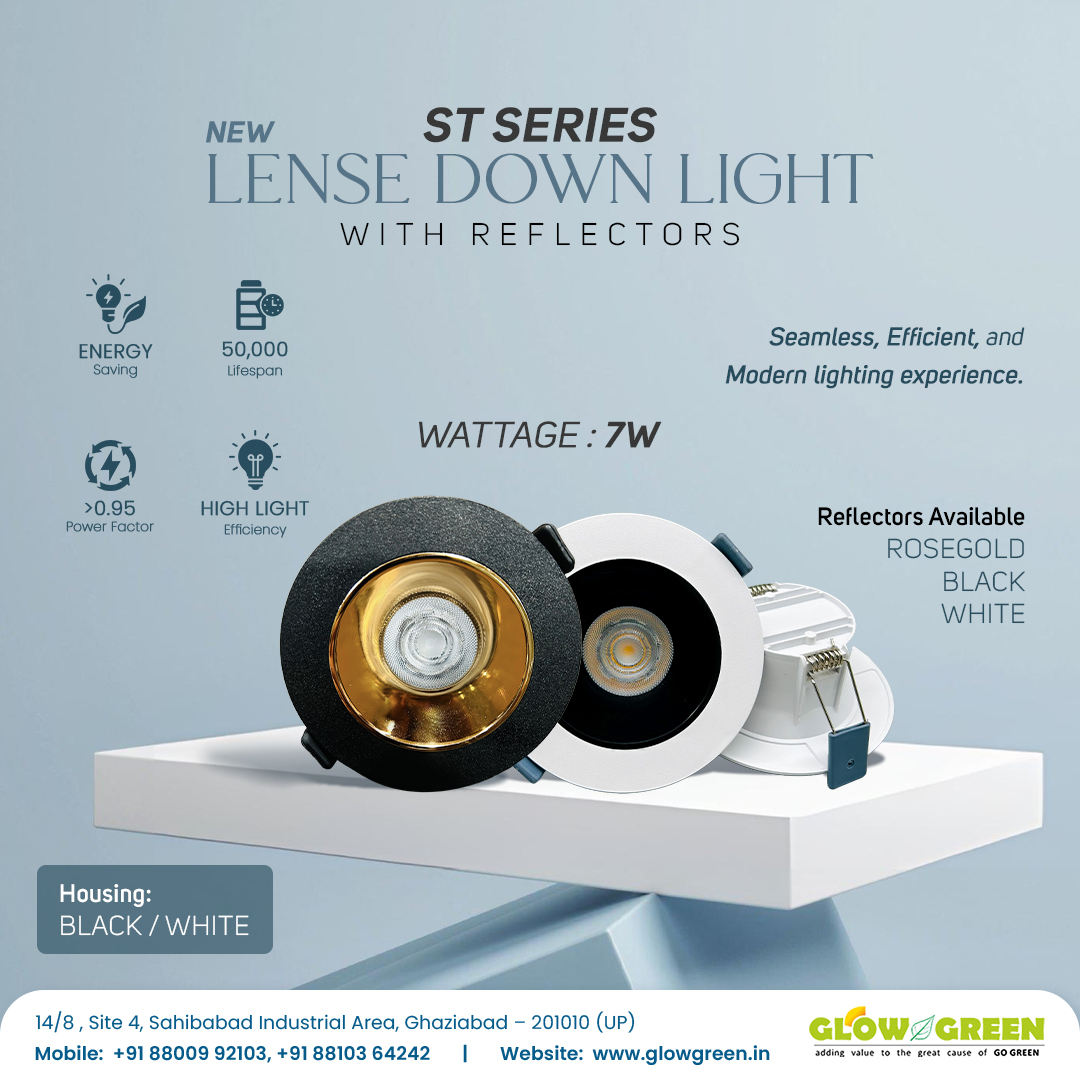 NEW
ST SERIES
LENSE DOWN LIGHT
WITH REFLECTORS
ENERGY
Saving
50,000
Lifespan
>0.95
Power Factor
HIGH LIGHT
Efficiency
Seamless, Efficient, and
Modern lighting experience.
WATTAGE : 7W
Reflectors Available
ROSEGOLD
BLACK
WHITE
Housing:
BLACK / WHITE
14/8 , Site 4, Sahibabad Industrial Area, Ghaziabad – 201010 (UP)
Mobile: +91 88009 92103, +91 88103 64242 | Website: www.glowgreen.in
GLOW GREEN
adding value to the great cause of GO GREEN